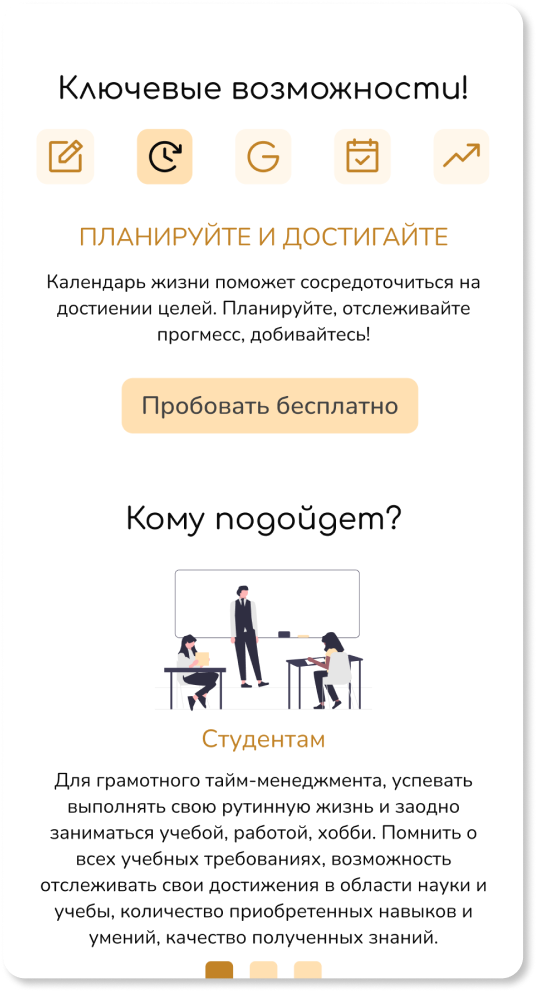 Ключевые возможности!
ПЛАНИРУЙТЕ И ДОСТИГАЙТЕ
Календарь жизни поможет сосредоточиться на
достиении целей. Планируйте, отслеживайте
прогмесс, добивайтесь!
Пробовать бесплатно
Кому подойдет?
Студентам
Для грамотного тайм-менеджмента, успевать
выполнять свою рутинную жизнь и заодно
заниматься учебой, работой, хобби. Помнить о
всех учебных требованиях, возможность
отслеживать свои достижения в области науки и
учебы, количество приобретенных навыков и
умений, качество полученных знаний.